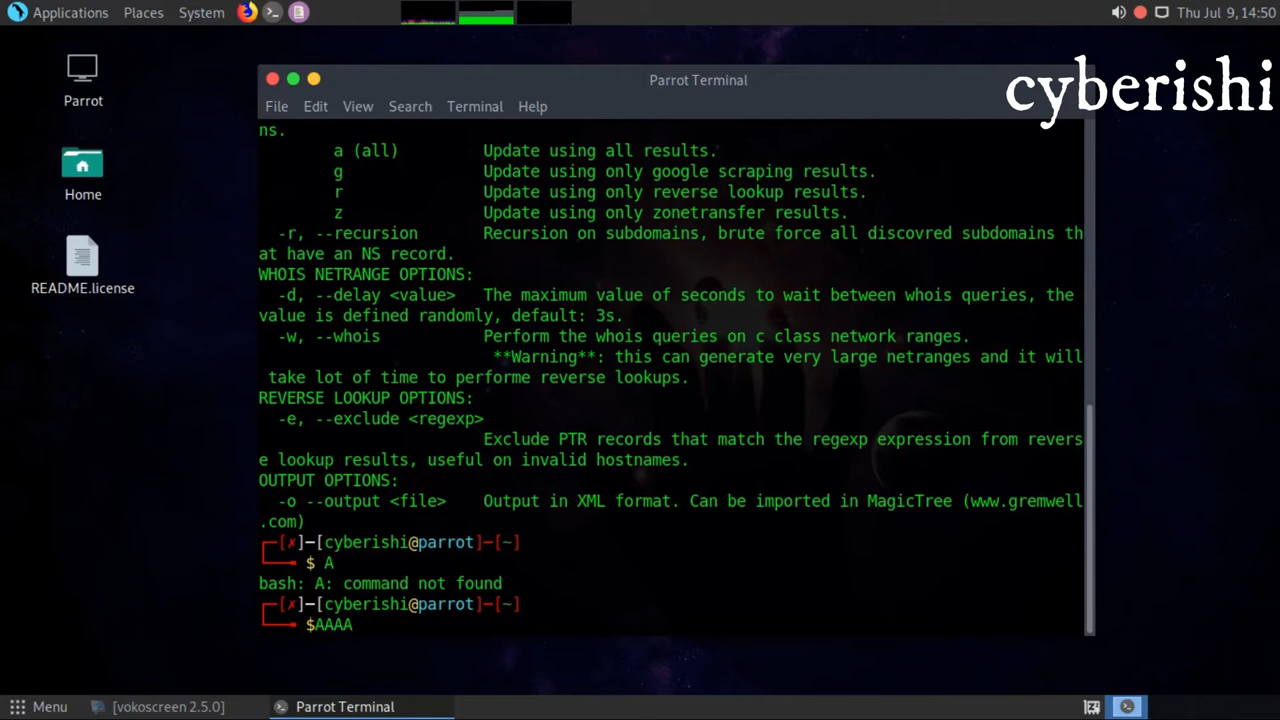 Applications Places System Thu Jul 9, 14:50
cyberishi
Parrot
Home
README.license
Parrot Terminal
File Edit View Search Terminal Help
ns.
a (all) Update using all results.
g Update using only google scraping results.
r Update using only reverse lookup results.
z Update using only zonetransfer results.
-r, --recursion Recursion on subdomains, brute force all discovred subdomains th
at have an NS record.
WHOIS NETRANGE OPTIONS:
-d, --delay <value> The maximum value of seconds to wait between whois queries, the
value is defined randomly, default: 3s.
-w, --whois Perform the whois queries on c class network ranges.
**Warning**: this can generate very large netranges and it will
take lot of time to performe reverse lookups.
REVERSE LOOKUP OPTIONS:
-e, --exclude <regexp>
Exclude PTR records that match the regexp expression from revers
e lookup results, useful on invalid hostnames.
OUTPUT OPTIONS:
-o --output <file> Output in XML format. Can be imported in MagicTree (www.gremwell
.com)
┌─[✗]─[cyberishi@parrot]─[~]
└──╼ $ A
bash: A: command not found
┌─[✗]─[cyberishi@parrot]─[~]
└──╼ $AAAA
Menu [vokoscreen 2.5.0] Parrot Terminal